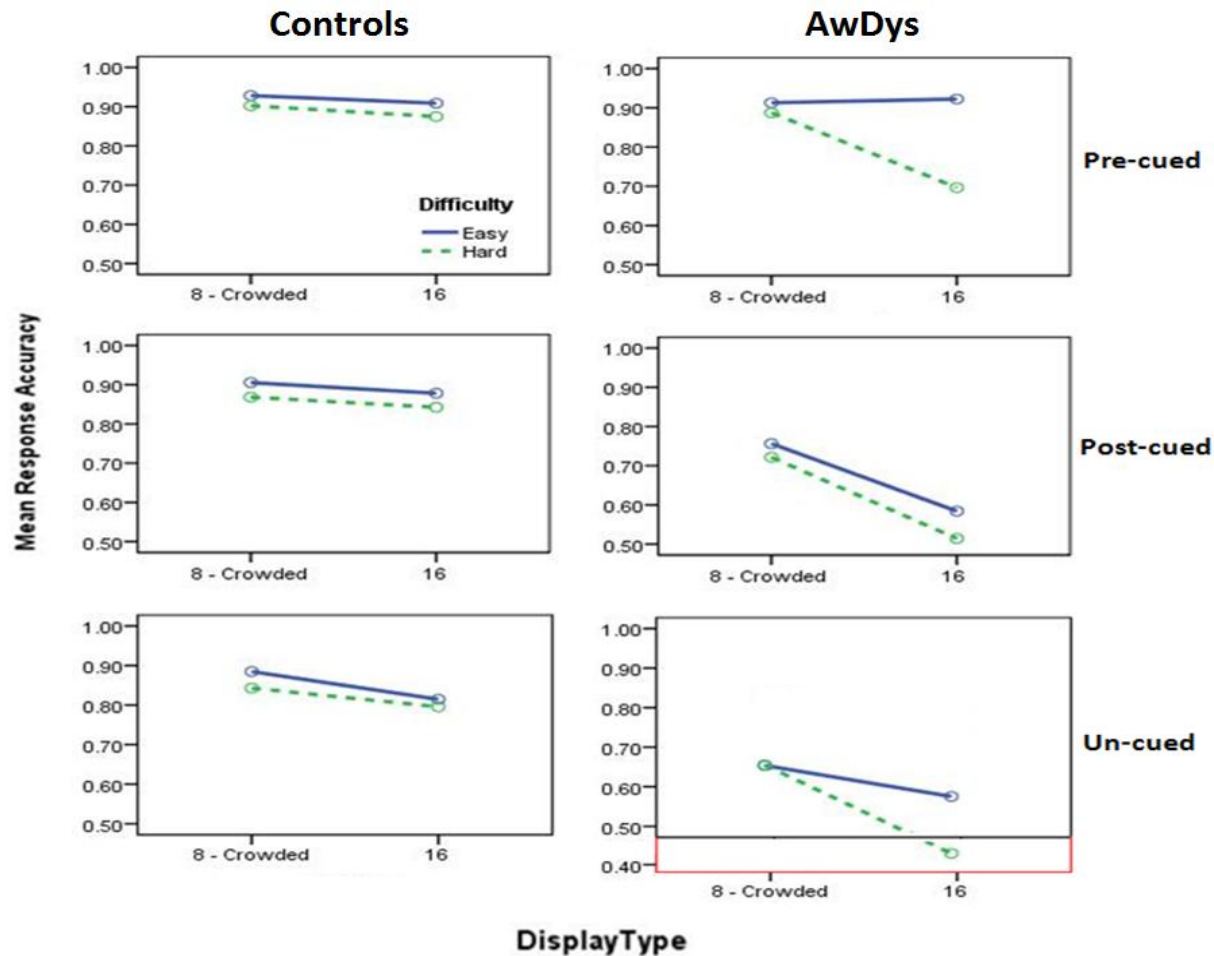 Controls
AwDys
1.00
0.90
0.80
0.70
0.60
0.50
Difficulty
Easy
Hard
8 - Crowded
16
1.00
0.90
0.80
0.70
0.60
0.50
8 - Crowded
16
Pre-cued
Mean Response Accuracy
1.00
0.90
0.80
0.70
0.60
0.50
8 - Crowded
16
1.00
0.90
0.80
0.70
0.60
0.50
8 - Crowded
16
Post-cued
1.00
0.90
0.80
0.70
0.60
0.50
8 - Crowded
16
1.00
0.90
0.80
0.70
0.60
0.50
0.40
8 - Crowded
16
Un-cued
DisplayType